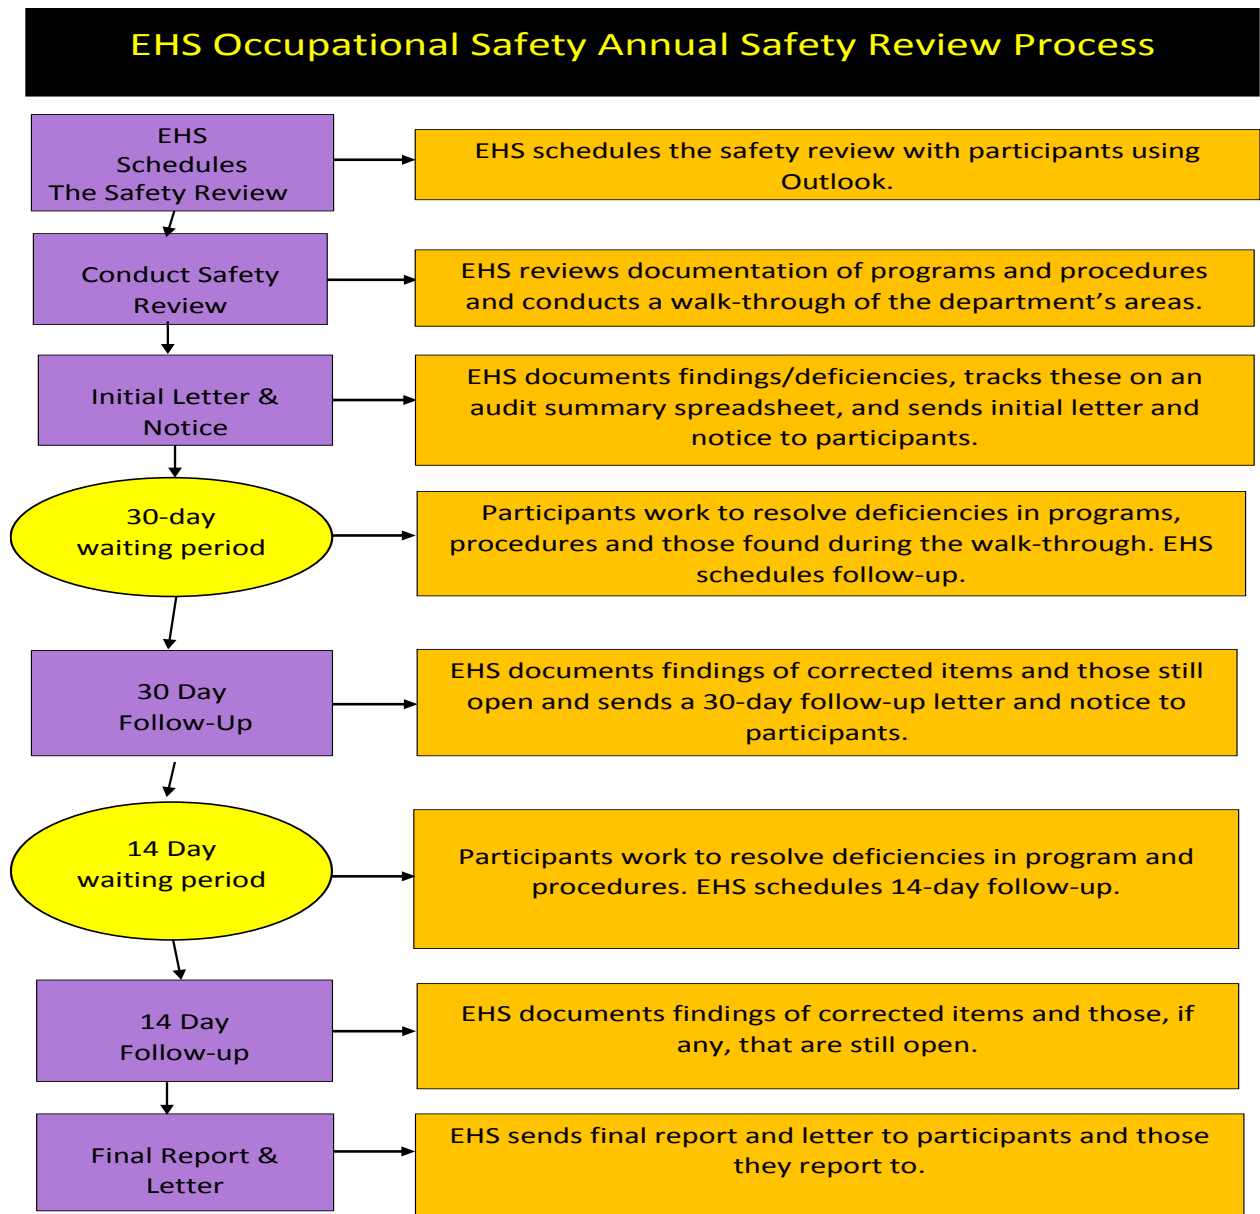 EHS Occupational Safety Annual Safety Review Process
EHS
Schedules
The Safety Review
EHS schedules the safety review with participants using
Outlook.
Conduct Safety
Review
EHS reviews documentation of programs and procedures
and conducts a walk-through of the department’s areas.
Initial Letter &
Notice
EHS documents findings/deficiencies, tracks these on an
audit summary spreadsheet, and sends initial letter and
notice to participants.
30-day
waiting period
Participants work to resolve deficiencies in programs,
procedures and those found during the walk-through. EHS
schedules follow-up.
30 Day
Follow-Up
EHS documents findings of corrected items and those still
open and sends a 30-day follow-up letter and notice to
participants.
14 Day
waiting period
Participants work to resolve deficiencies in program and
procedures. EHS schedules 14-day follow-up.
14 Day
Follow-up
EHS documents findings of corrected items and those, if
any, that are still open.
Final Report &
Letter
EHS sends final report and letter to participants and those
they report to.